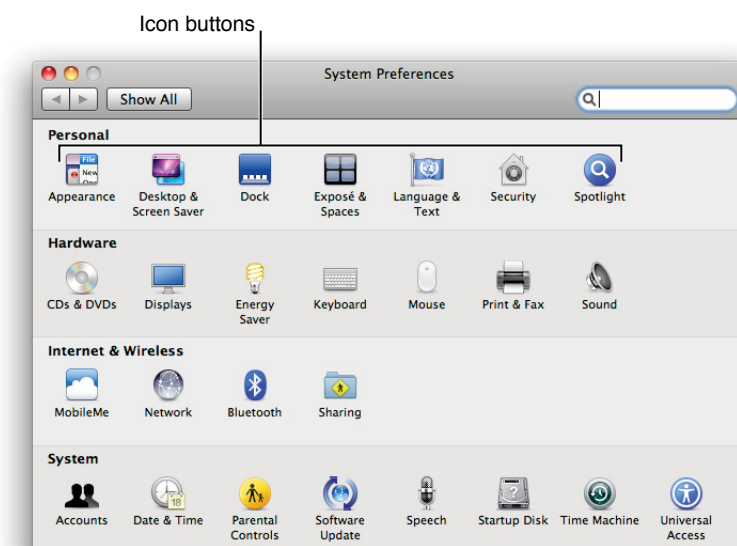 Icon buttons
System Preferences
Show All
Personal
File
New
Appearance
Desktop &
Screen Saver
Dock
Exposé &
Spaces
Language &
Text
Security
Spotlight
Hardware
CDs & DVDs
Displays
Energy
Saver
Keyboard
Mouse
Print & Fax
Sound
Internet & Wireless
MobileMe
Network
Bluetooth
Sharing
System
18
?
Accounts
Date & Time
Parental
Controls
Software
Update
Speech
Startup Disk
Time Machine
Universal
Access